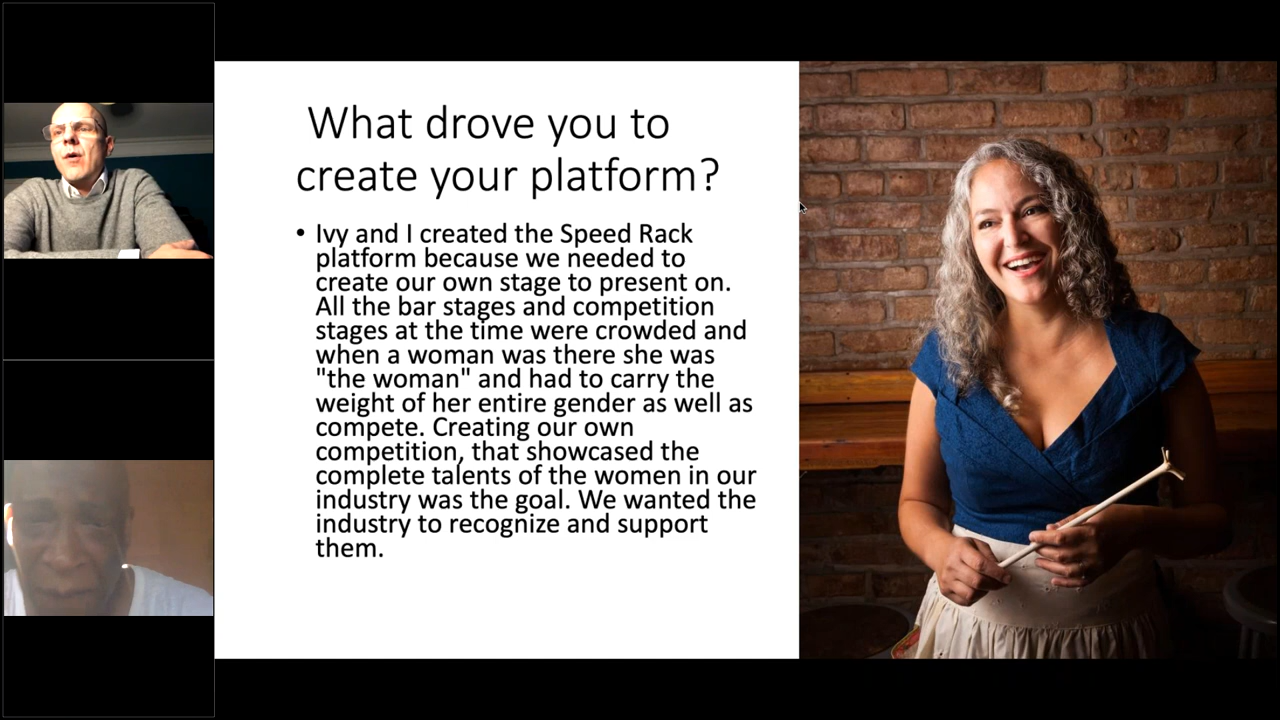 What drove you to
create your platform?
• Ivy and I created the Speed Rack
platform because we needed to
create our own stage to present on.
All the bar stages and competition
stages at the time were crowded and
when a woman was there she was
"the woman" and had to carry the
weight of her entire gender as well as
compete. Creating our own
competition, that showcased the
complete talents of the women in our
industry was the goal. We wanted the
industry to recognize and support
them.